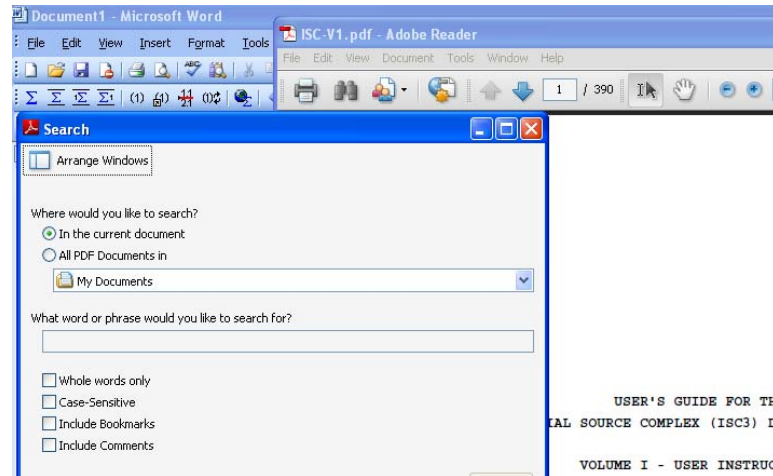 Document1 - Microsoft Word
File Edit View Insert Format Tools
Σ Σ Σ Σ1 (1)
ISC-V1.pdf - Adobe Reader
File Edit View Document Tools Window Help
1 / 390
Search
Arrange Windows
Where would you like to search?
In the current document
All PDF Documents in
My Documents
What word or phrase would you like to search for?
Whole words only
Case-Sensitive
Include Bookmarks
Include Comments
USER'S GUIDE FOR TH
IAL SOURCE COMPLEX (ISC3) D
VOLUME I - USER INSTRUC